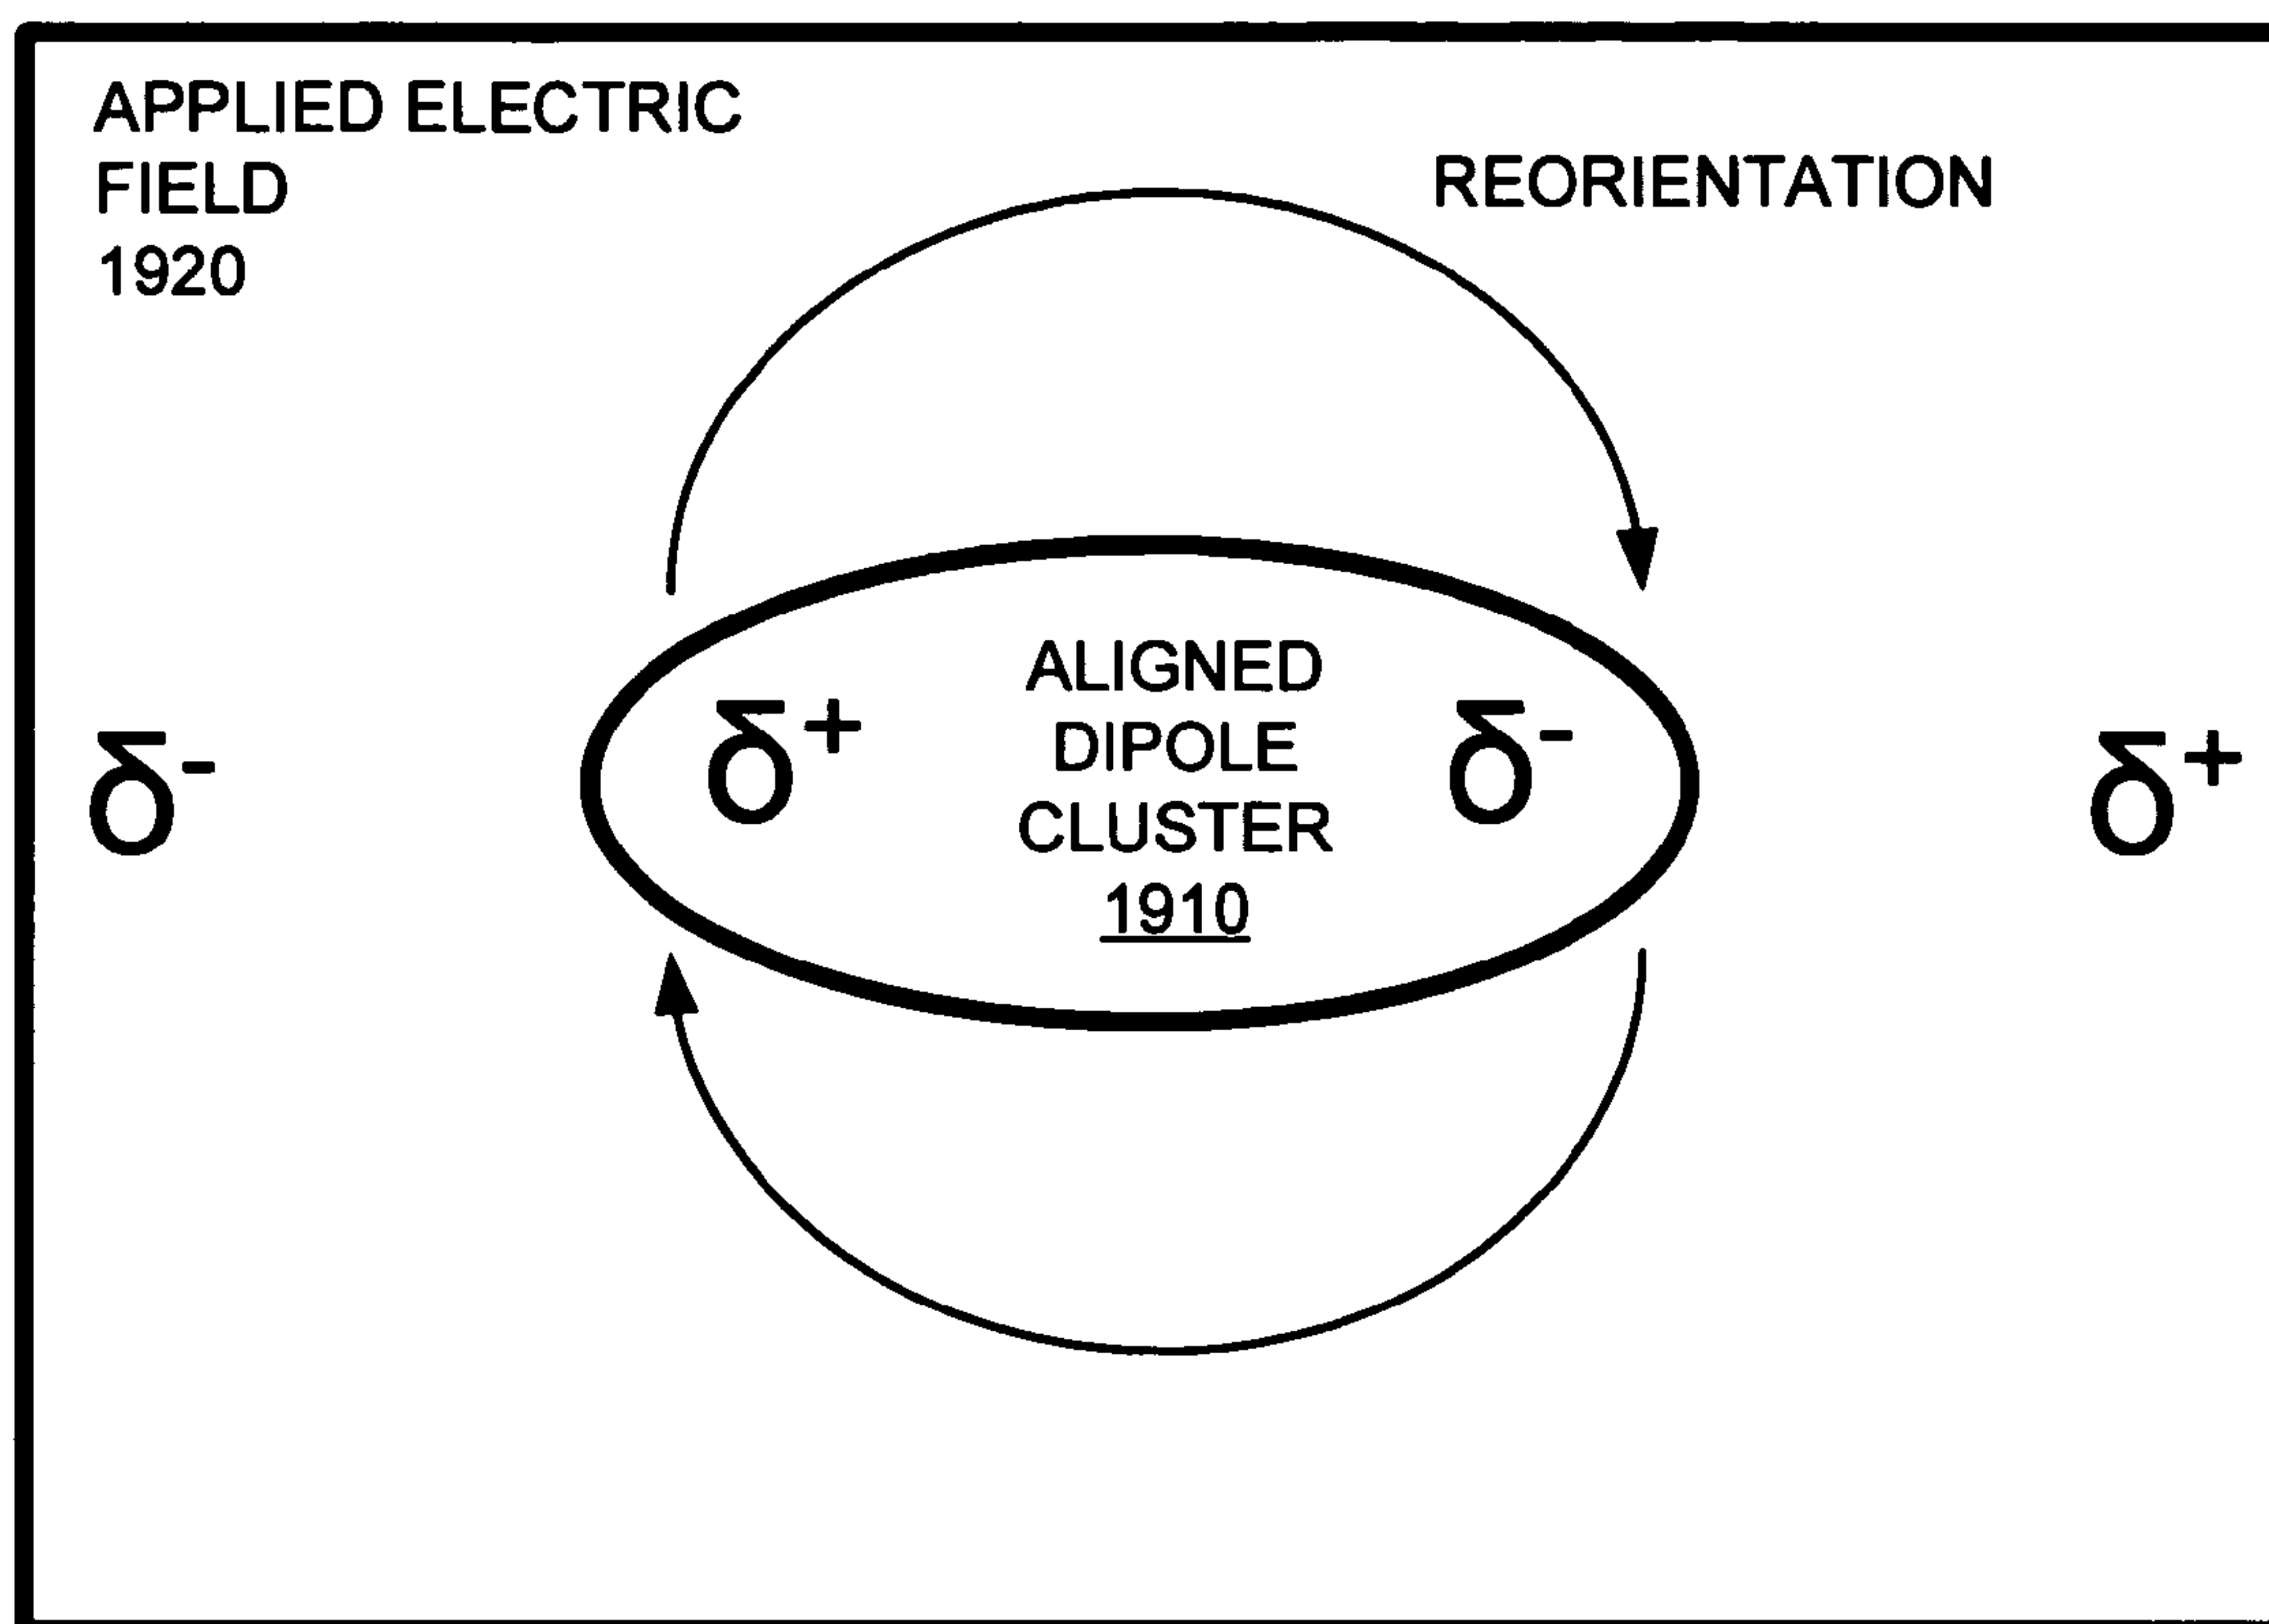 APPLIED ELECTRIC
FIELD
1920
REORIENTATION
ALIGNED
DIPOLE
CLUSTER
1910
δ-
δ+
δ-
δ+